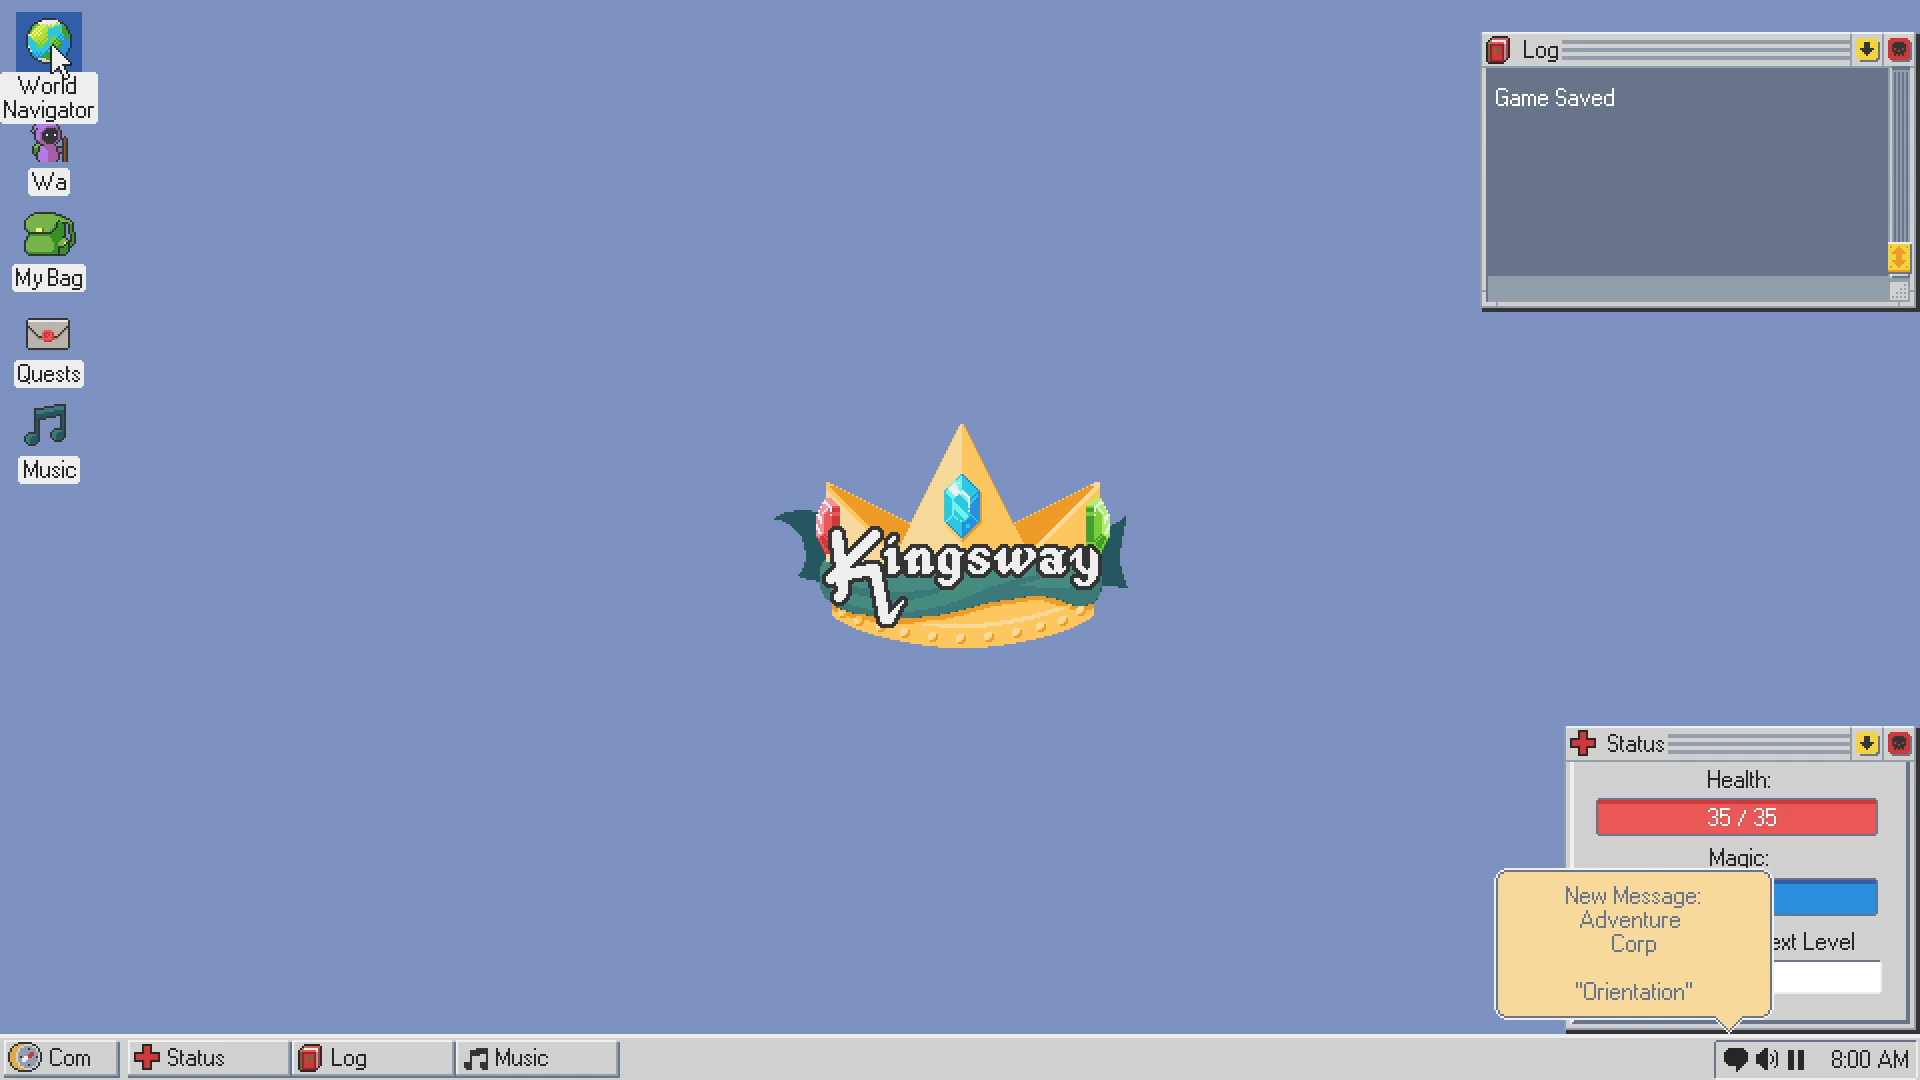 World
Navigator
Wa
My Bag
Quests
Music
Kingsway
Log
Game Saved
Status
Health:
35 / 35
Magic:
ext Level
New Message:
Adventure
Corp
"Orientation"
Com
Status
Log
Music
8:00 AM